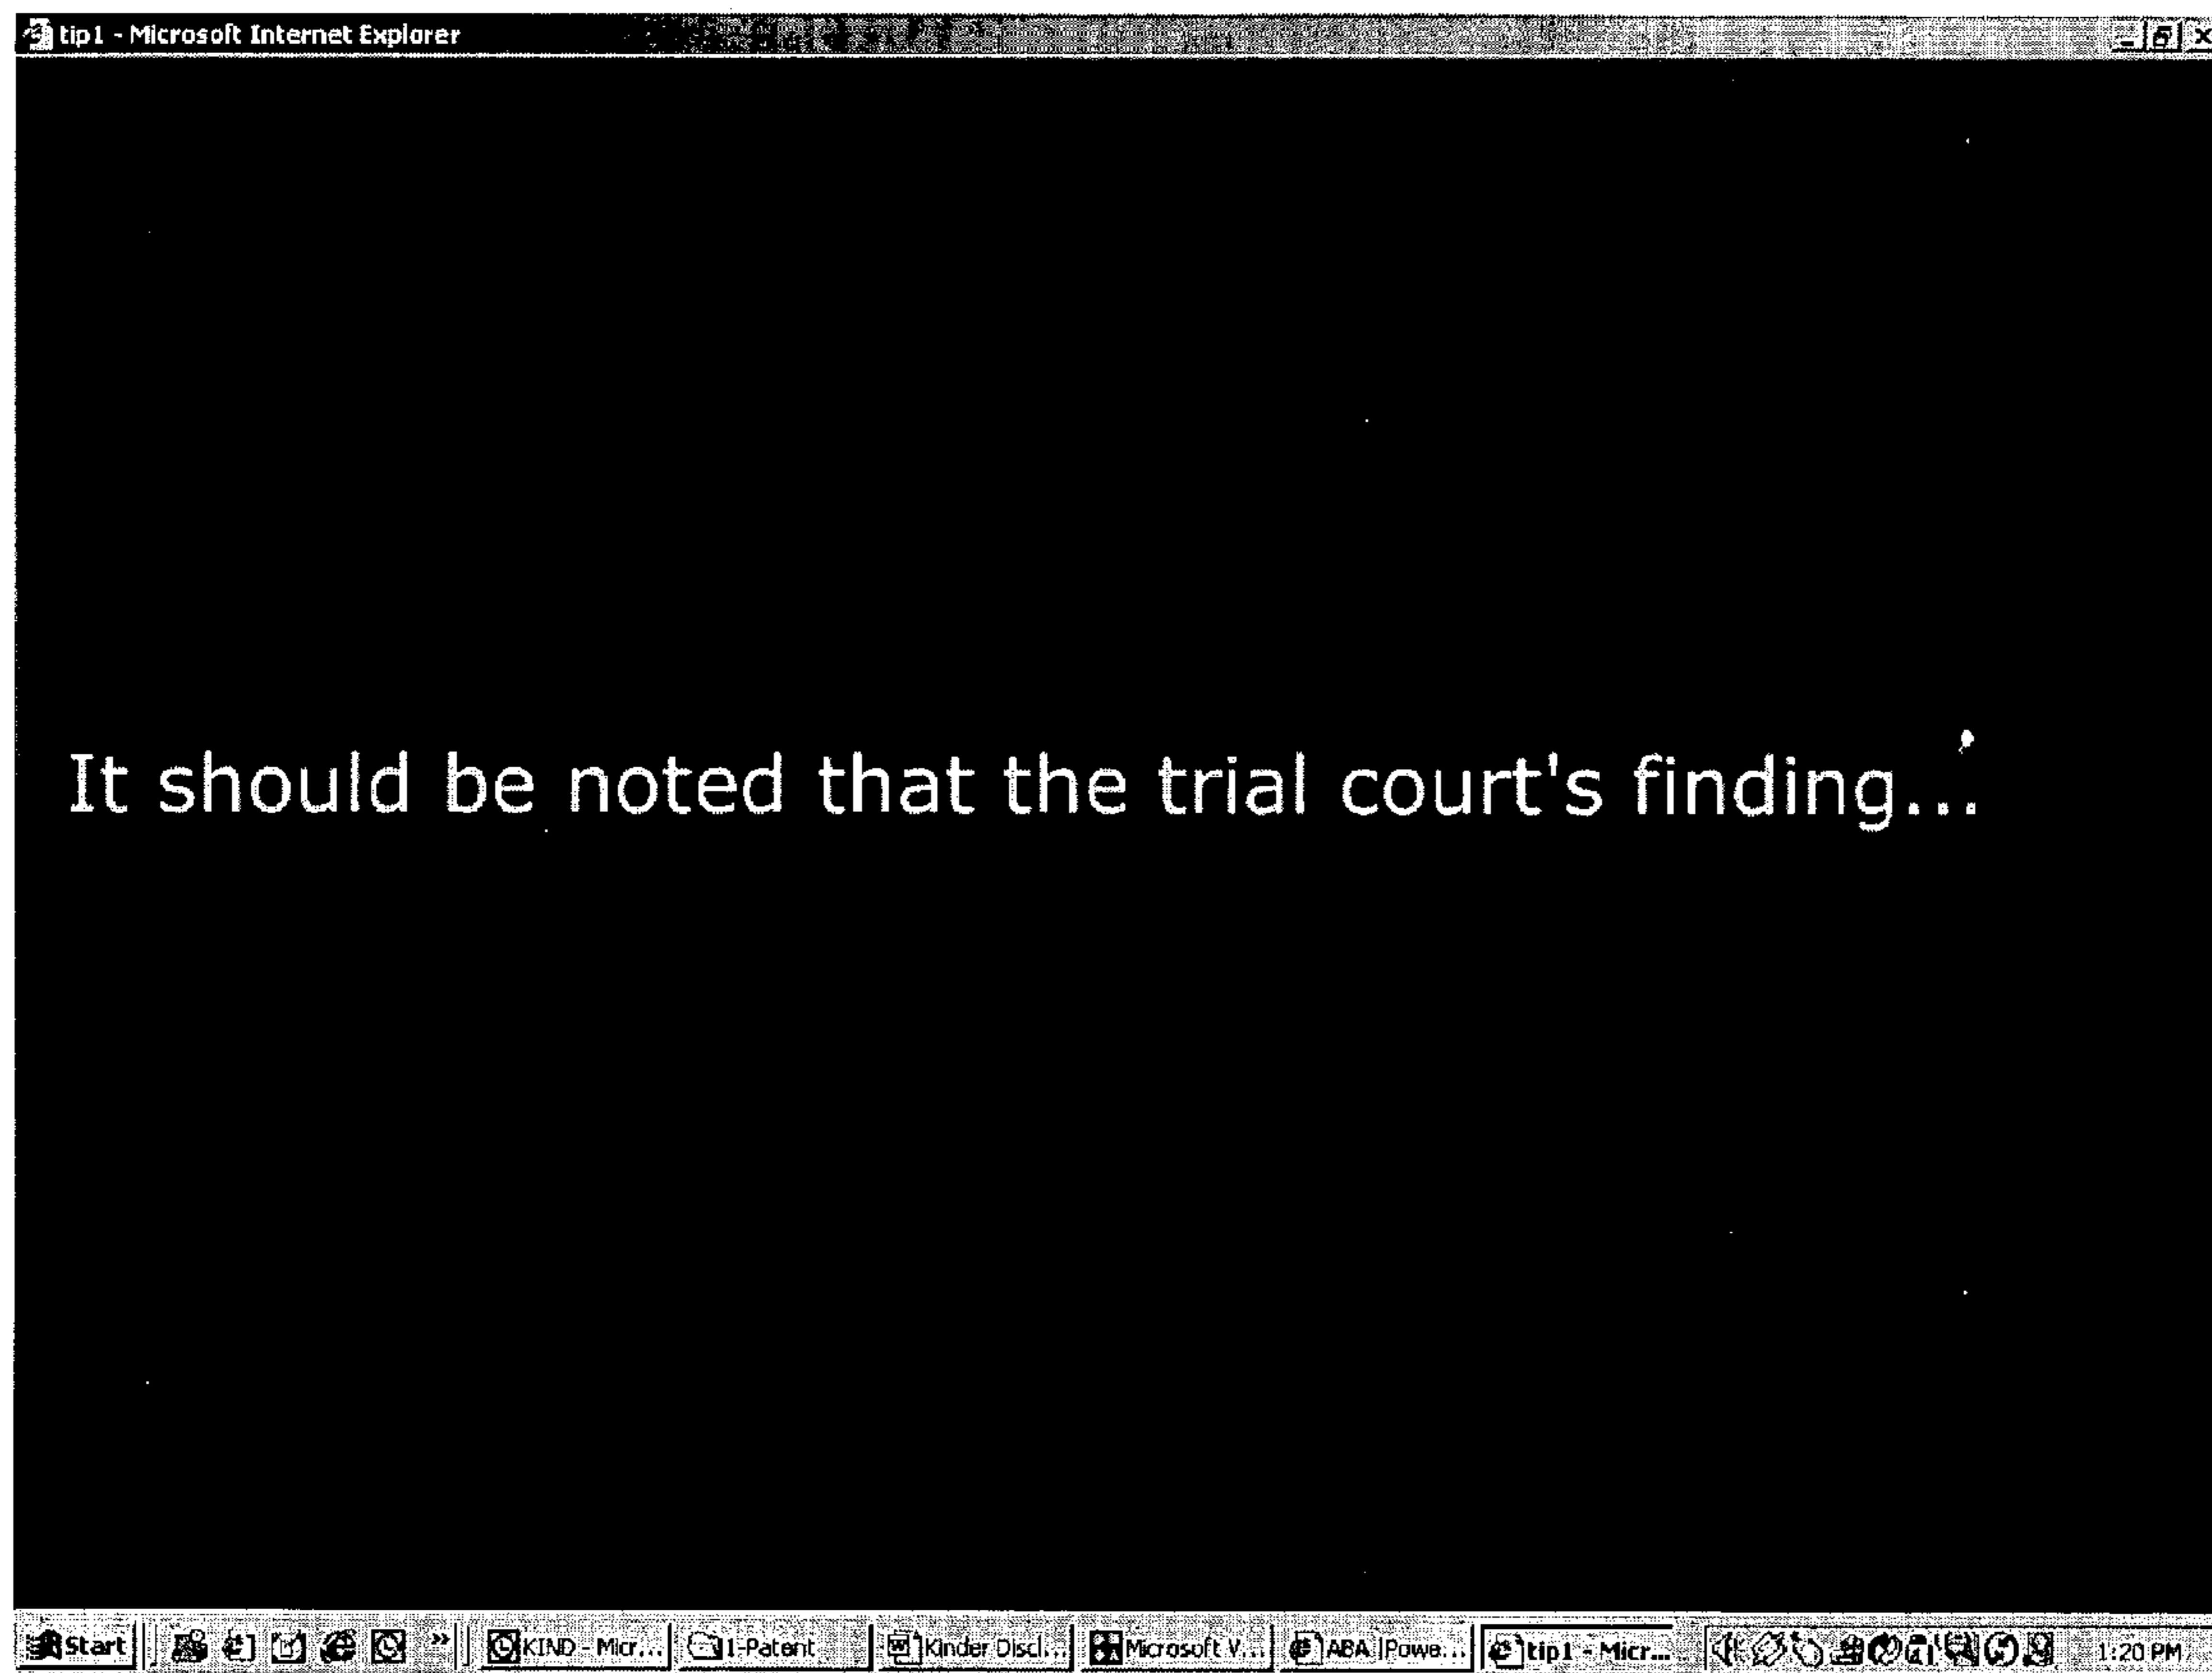 tip1 - Microsoft Internet Explorer
It should be noted that the trial court's finding...
Start
»
KIND - Micr...
1-Patent
Kinder Discl...
Microsoft V...
ABA |Powe...
tip1 - Micr...
1:20 PM